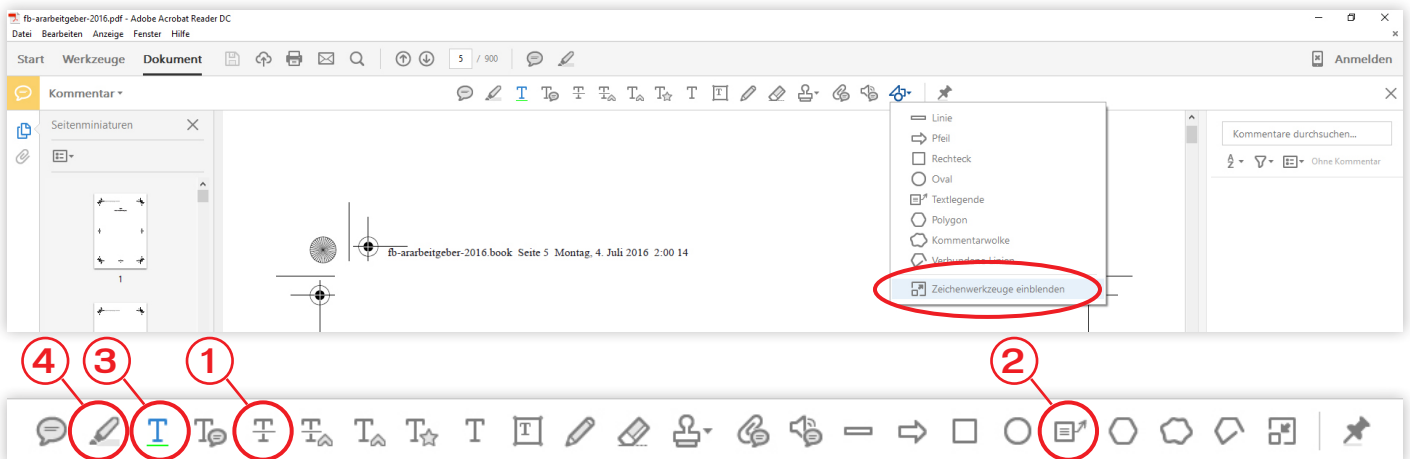 fb-ararbeitgeber-2016.pdf - Adobe Acrobat Reader DC
Datei Bearbeiten Anzeige Fenster Hilfe
Start Werkzeuge Dokument 5 / 900 Anmelden
Kommentar
Seitenminiaturen
1
fb-ararbeitgeber-2016.book Seite 5 Montag, 4. Juli 2016 2:00 14
Linie
Pfeil
Rechteck
Oval
Textlegende
Polygon
Kommentarwolke
Verbundene Linien
Zeichenwerkzeuge einblenden
Kommentare durchsuchen...
Ohne Kommentar
4 3 1 2